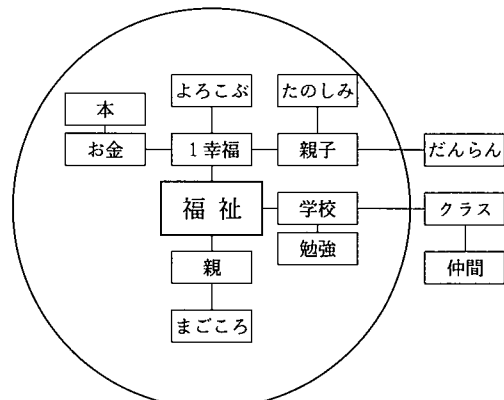 よろこぶ
たのしみ
本
お金
1幸福
親子
だんらん
福祉
学校
クラス
勉強
親
仲間
まごころ